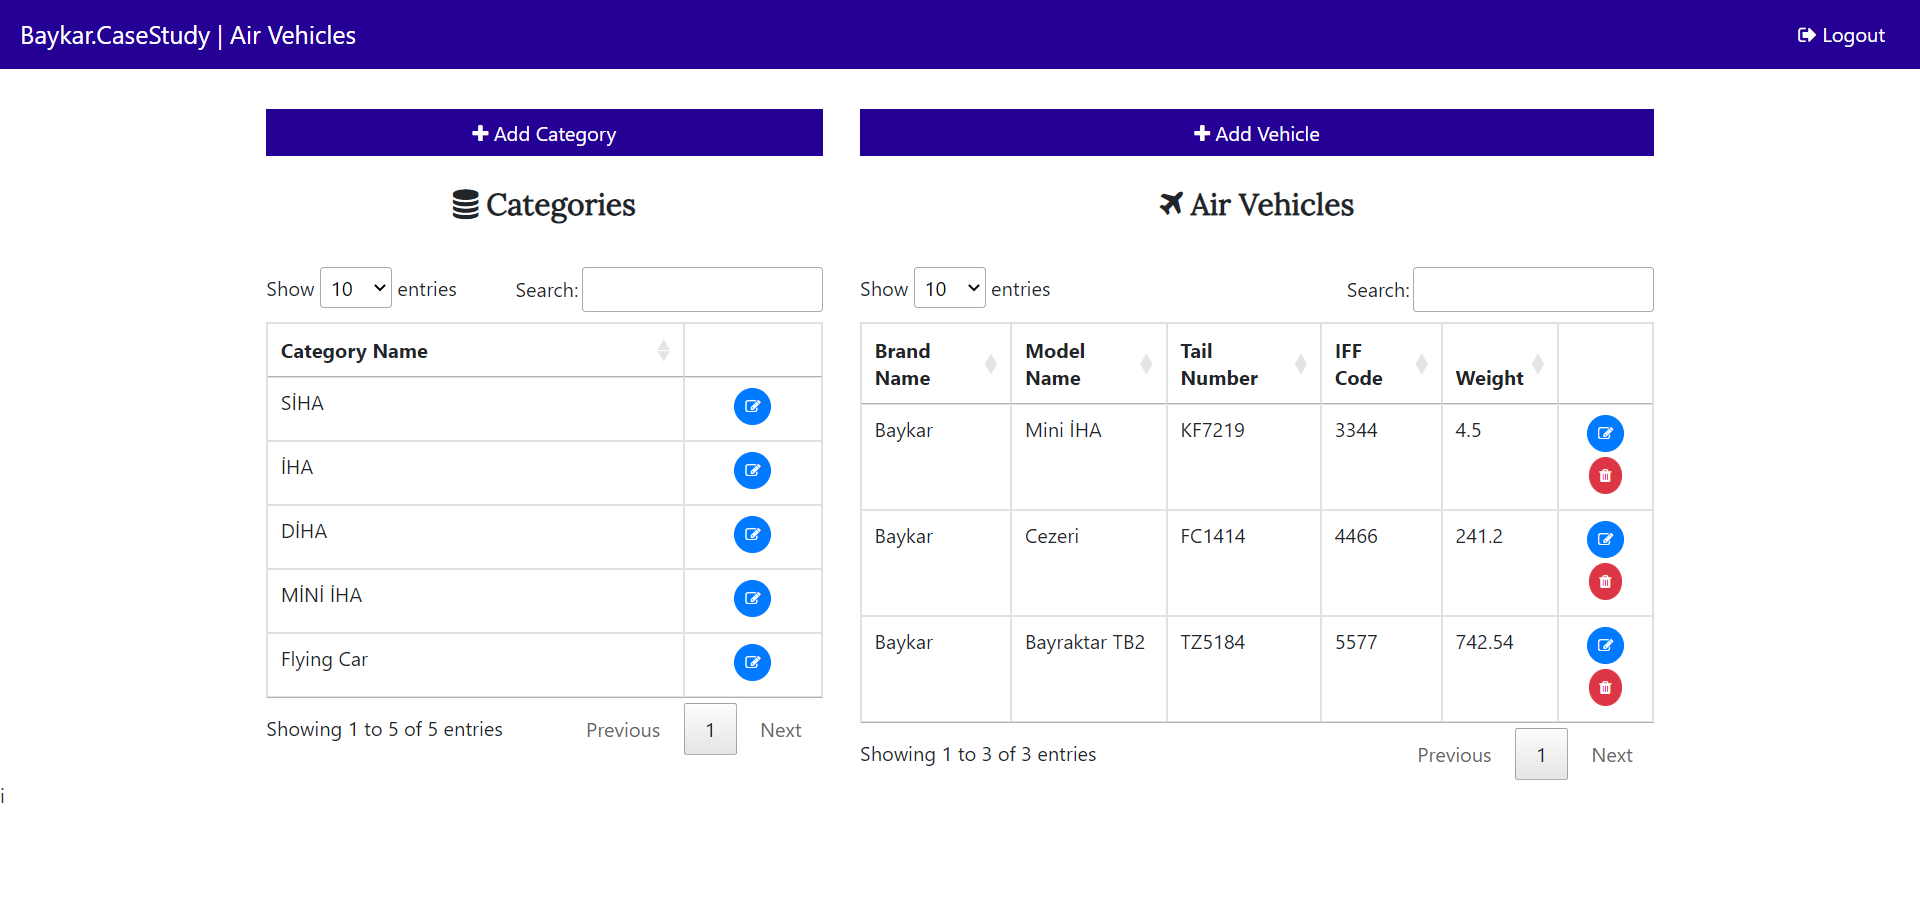 Baykar.CaseStudy | Air Vehicles
Logout
Add Category
Categories
Show 10 entries Search:
Category Name
SİHA
İHA
DİHA
MİNİ İHA
Flying Car
Showing 1 to 5 of 5 entries Previous 1 Next
Add Vehicle
Air Vehicles
Show 10 entries Search:
Brand Name Model Name Tail Number IFF Code Weight
Baykar Mini İHA KF7219 3344 4.5
Baykar Cezeri FC1414 4466 241.2
Baykar Bayraktar TB2 TZ5184 5577 742.54
Showing 1 to 3 of 3 entries Previous 1 Next
i